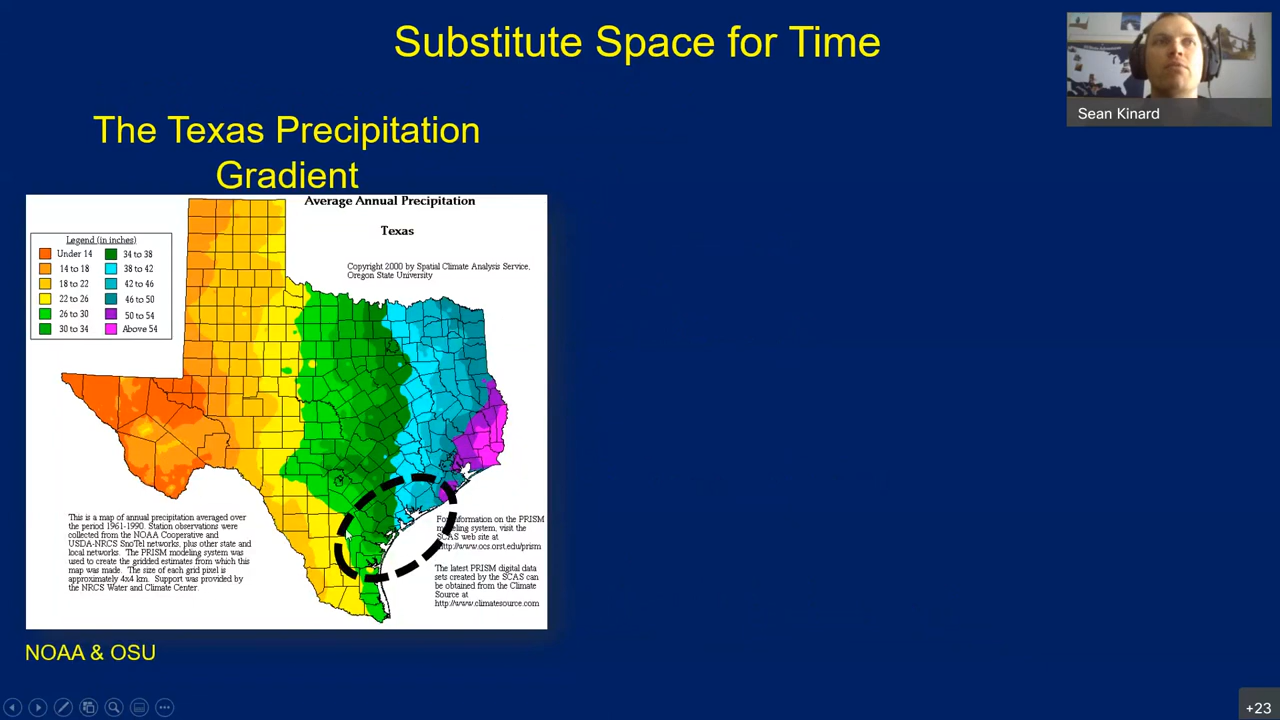 Substitute Space for Time
Sean Kinard
The Texas Precipitation
Gradient
Average Annual Precipitation
Texas
Legend (in inches)
Under 14
14 to 18
18 to 22
22 to 26
26 to 30
30 to 34
34 to 38
38 to 42
42 to 46
46 to 50
50 to 54
Above 54
Copyright 2000 by Spatial Climate Analysis Service,
Oregon State University
This is a map of annual precipitation averaged over
the period 1961-1990. Station observations were
collected from the NOAA Cooperative and
USDA-NRCS SnoTel networks, plus other state and
local networks. The PRISM modeling system was
used to create the gridded estimates from which this
map was made. The size of each grid pixel is
approximately 4x4 km. Support was provided by
the NRCS Water and Climate Center.
For information on the PRISM
modeling system, visit the
SCAS web site at
http://www.ocs.orst.edu/prism
The latest PRISM digital data
sets created by the SCAS can
be obtained from the Climate
Source at
http://www.climatesource.com
NOAA & OSU
+23